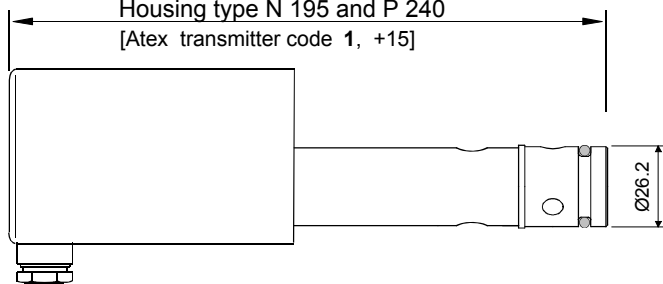 Housing type N 195 and P 240
[Atex transmitter code 1, +15]
Ø26.2